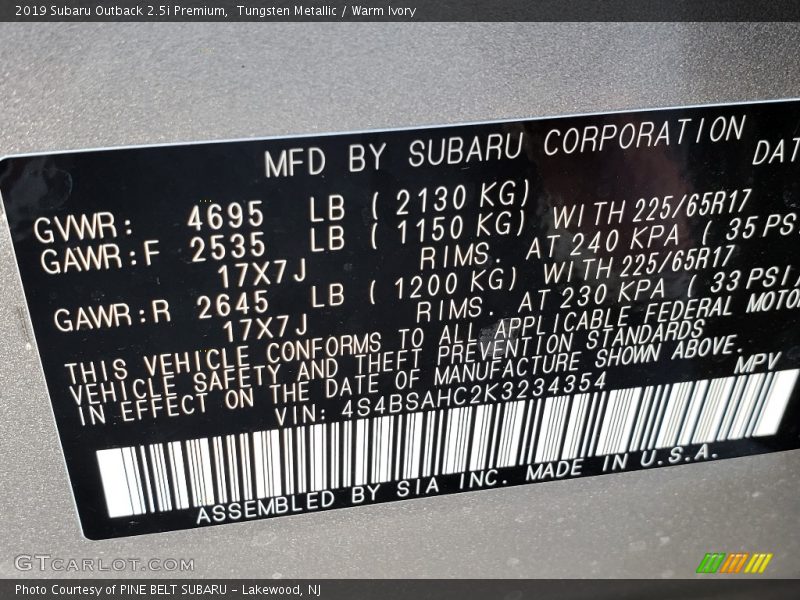 2019 Subaru Outback 2.5i Premium, Tungsten Metallic / Warm Ivory
MFD BY SUBARU CORPORATION DAT
GVWR: 4695 LB ( 2130 KG)
GAWR:F 2535 LB ( 1150 KG) WITH 225/65R17
17X7J RIMS. AT 240 KPA ( 35 PS
GAWR:R 2645 LB ( 1200 KG) WITH 225/65R17
17X7J RIMS. AT 230 KPA ( 33 PSI
THIS VEHICLE CONFORMS TO ALL APPLICABLE FEDERAL MOTO
VEHICLE SAFETY AND THEFT PREVENTION STANDARDS
IN EFFECT ON THE DATE OF MANUFACTURE SHOWN ABOVE.
VIN: 4S4BSAHC2K3234354 MPV
ASSEMBLED BY SIA INC. MADE IN U.S.A.
GTCARLOT.COM
Photo Courtesy of PINE BELT SUBARU - Lakewood, NJ